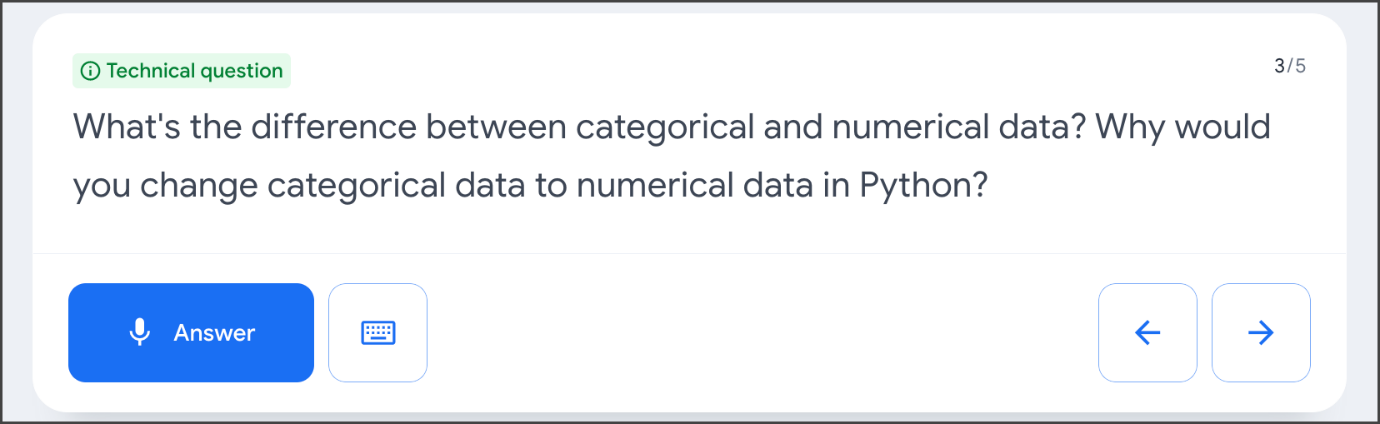 Technical question
3/5
What's the difference between categorical and numerical data? Why would
you change categorical data to numerical data in Python?
Answer